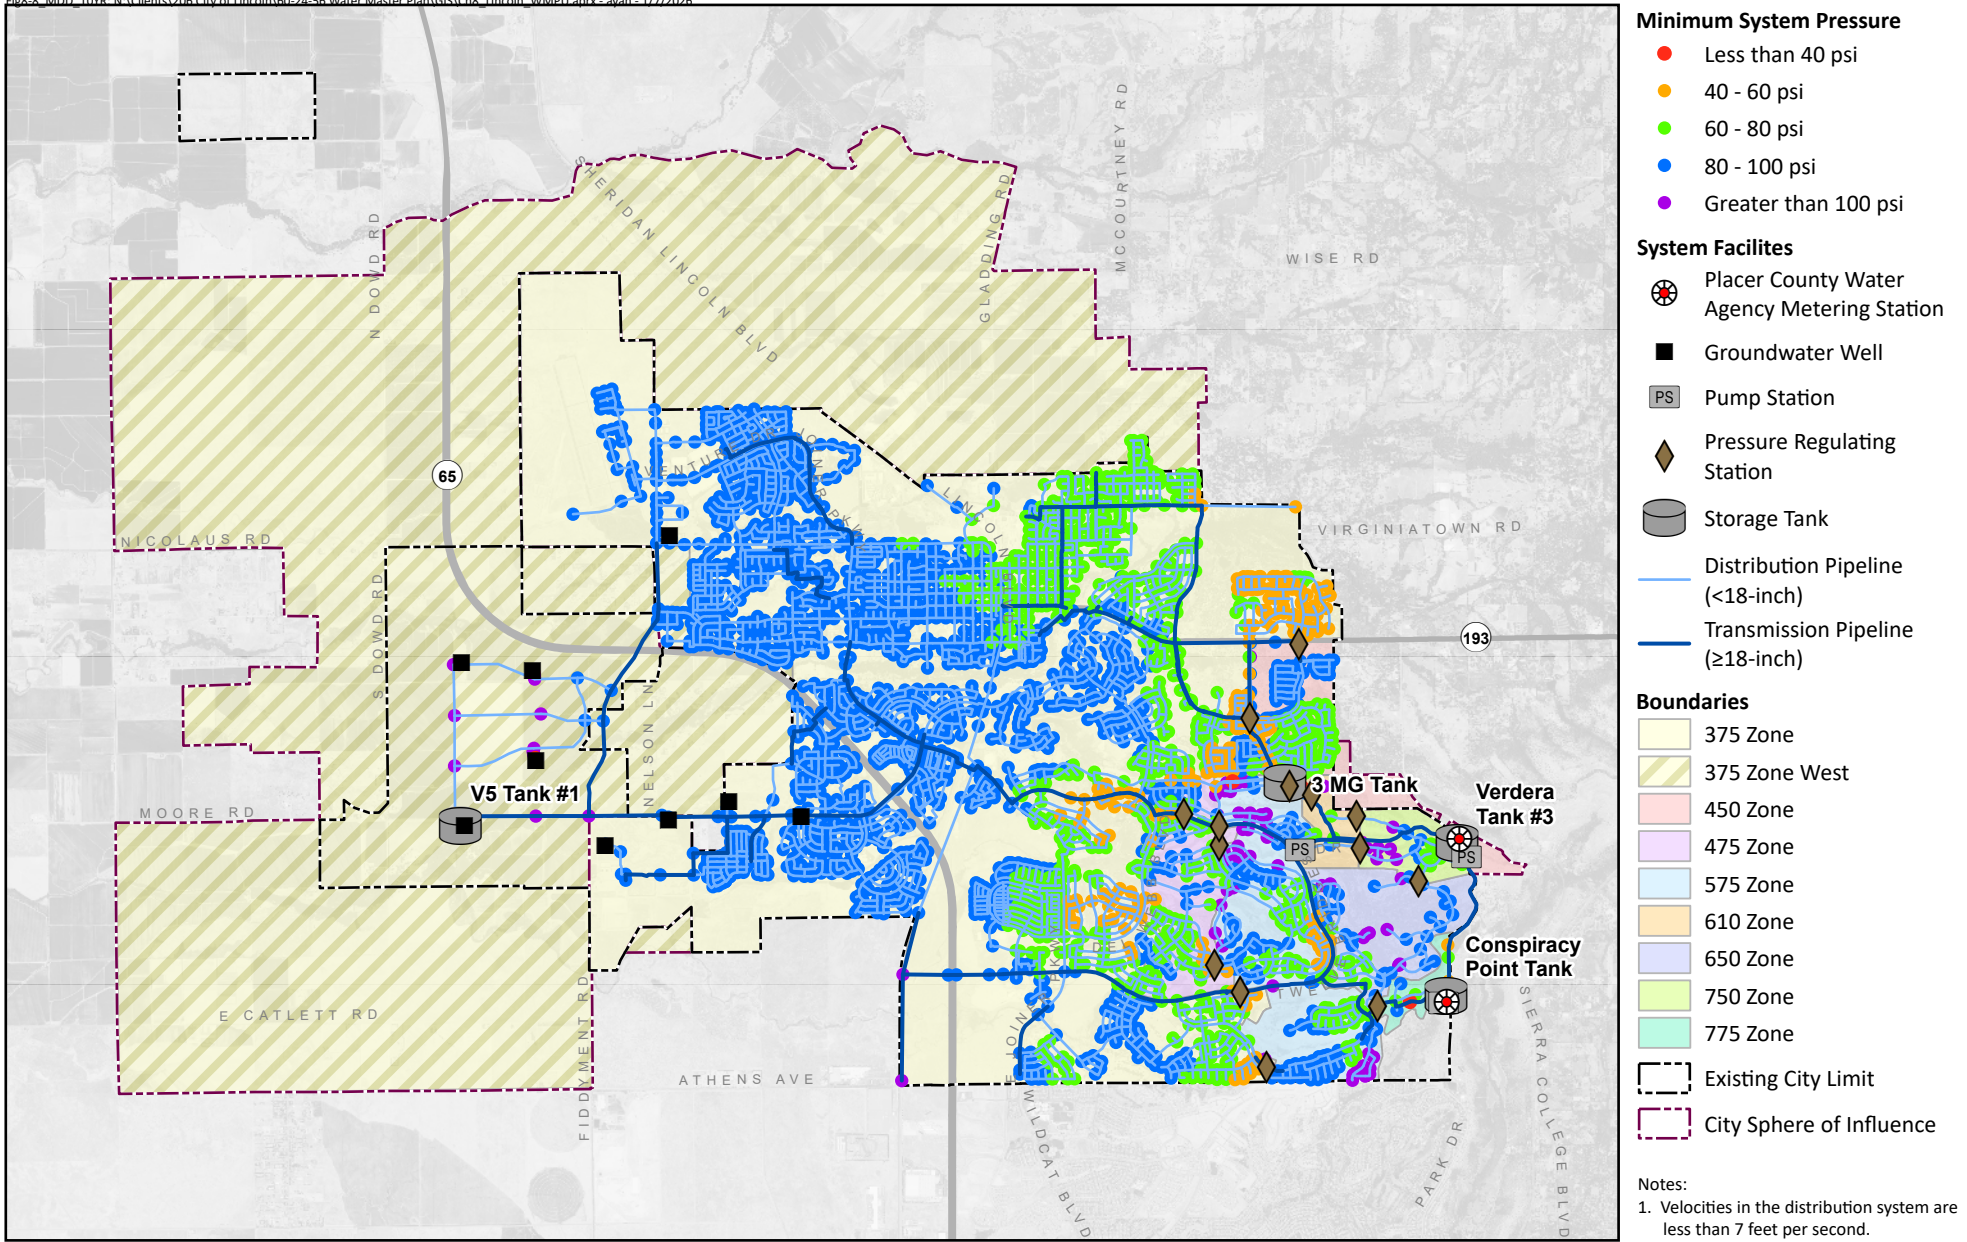 Minimum System Pressure
Less than 40 psi
40 - 60 psi
60 - 80 psi
80 - 100 psi
Greater than 100 psi
System Facilites
Placer County Water
Agency Metering Station
Groundwater Well
PS
Pump Station
Pressure Regulating
Station
Storage Tank
Distribution Pipeline
(<18-inch)
Transmission Pipeline
(≥18-inch)
Boundaries
375 Zone
375 Zone West
450 Zone
475 Zone
575 Zone
610 Zone
650 Zone
750 Zone
775 Zone
Existing City Limit
City Sphere of Influence
Notes:
1. Velocities in the distribution system are
less than 7 feet per second.
N DOWD RD
SHERIDAN LINCOLN BLVD
GLADDING RD
MCCOURTNEY RD
WISE RD
65
NICOLAUS RD
VENTURE
LINCOLN
VIRGINIATOWN RD
193
S DOWD RD
NELSON LN
MOORE RD
V5 Tank #1
3 MG Tank
Verdera
Tank #3
PS
PS
Conspiracy
Point Tank
E CATLETT RD
FIDDYMENT RD
ATHENS AVE
WILDCAT BLVD
PARK DR
SIERRA COLLEGE BLVD